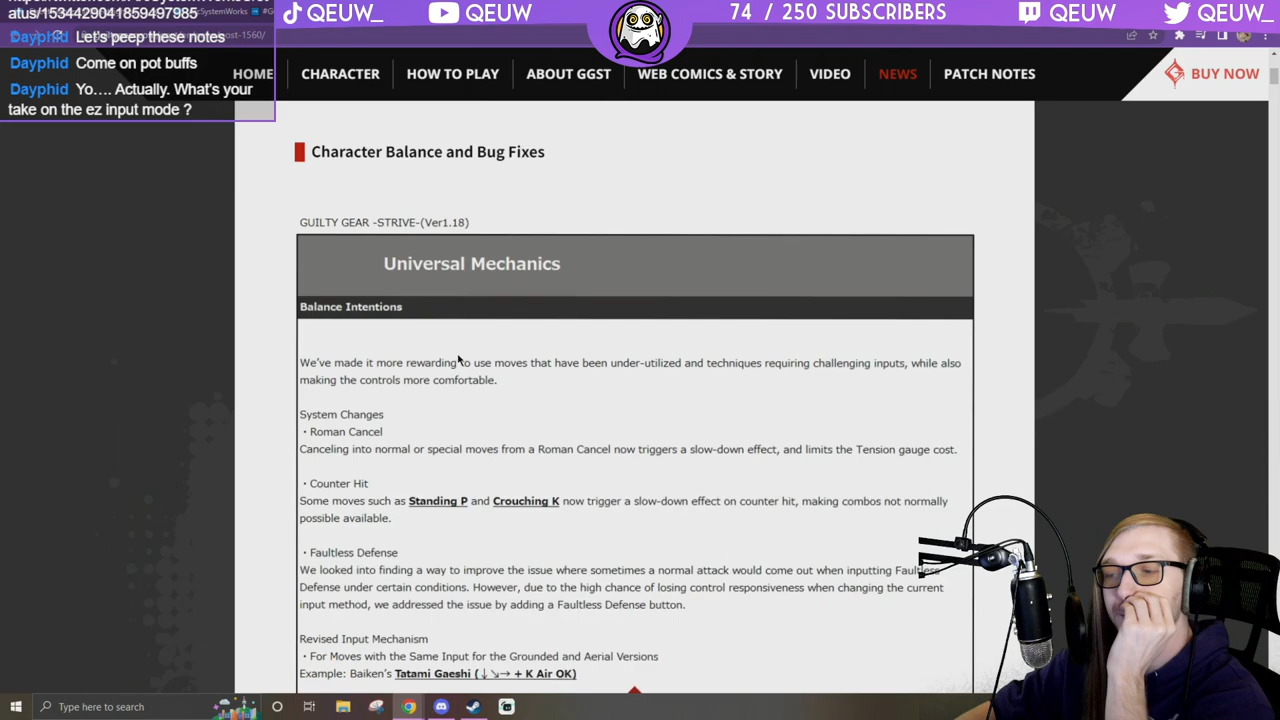 atus/1534429041859497985
Dayphid Let's peep these notes
Dayphid Come on pot buffs
Dayphid Yo.... Actually. What's your
take on the ez input mode ?
QEUW_
QEUW
74 / 250 SUBSCRIBERS
QEUW
QEUW_
HOME
CHARACTER
HOW TO PLAY
ABOUT GGST
WEB COMICS & STORY
VIDEO
NEWS
PATCH NOTES
BUY NOW
Character Balance and Bug Fixes
GUILTY GEAR -STRIVE-(Ver1.18)
Universal Mechanics
Balance Intentions
We've made it more rewarding to use moves that have been under-utilized and techniques requiring challenging inputs, while also
making the controls more comfortable.
System Changes
・Roman Cancel
Canceling into normal or special moves from a Roman Cancel now triggers a slow-down effect, and limits the Tension gauge cost.
・Counter Hit
Some moves such as Standing P and Crouching K now trigger a slow-down effect on counter hit, making combos not normally
possible available.
・Faultless Defense
We looked into finding a way to improve the issue where sometimes a normal attack would come out when inputting Faultless
Defense under certain conditions. However, due to the high chance of losing control responsiveness when changing the current
input method, we addressed the issue by adding a Faultless Defense button.
Revised Input Mechanism
・For Moves with the Same Input for the Grounded and Aerial Versions
Example: Baiken's Tatami Gaeshi (↓↘→ + K Air OK)
Type here to search